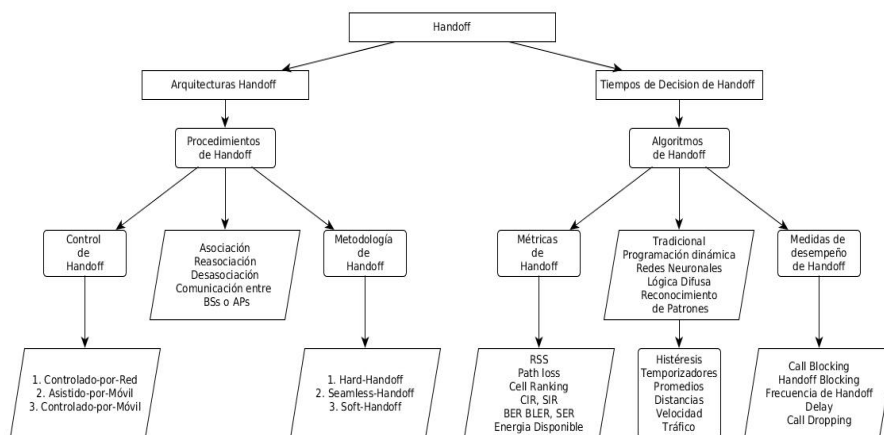 Handoff
Arquitecturas Handoff
Tiempos de Decision de Handoff
Procedimientos
de Handoff
Algoritmos
de Handoff
Control
de
Handoff
Asociación
Reasociación
Desasociación
Comunicación entre
BSs o APs
Metodología
de
Handoff
Métricas
de
Handoff
Tradicional
Programación dinámica
Redes Neuronales
Lógica Difusa
Reconocimiento
de Patrones
Medidas de
desempeño
de Handoff
1. Controlado-por-Red
2. Asistido-por-Móvil
3. Controlado-por-Móvil
1. Hard-Handoff
2. Seamless-Handoff
3. Soft-Handoff
RSS
Path loss
Cell Ranking
CIR, SIR
BER BLER, SER
Energia Disponible
Histéresis
Temporizadores
Promedios
Distancias
Velocidad
Tráfico
Call Blocking
Handoff Blocking
Frecuencia de Handoff
Delay
Call Dropping